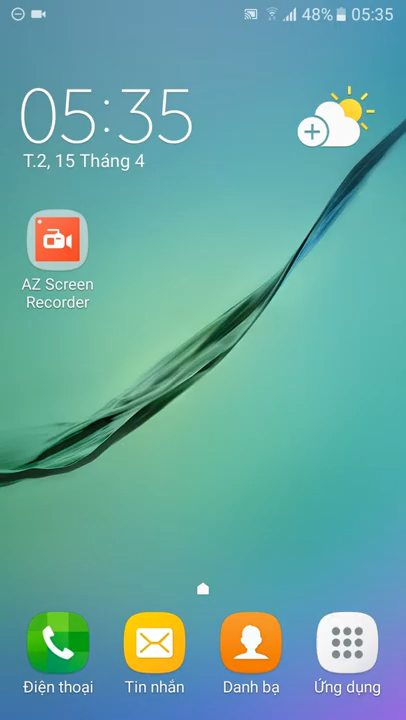 48% 05:35
05:35
T.2, 15 Tháng 4
AZ Screen
Recorder
Điện thoại
Tin nhắn
Danh bạ
Ứng dụng